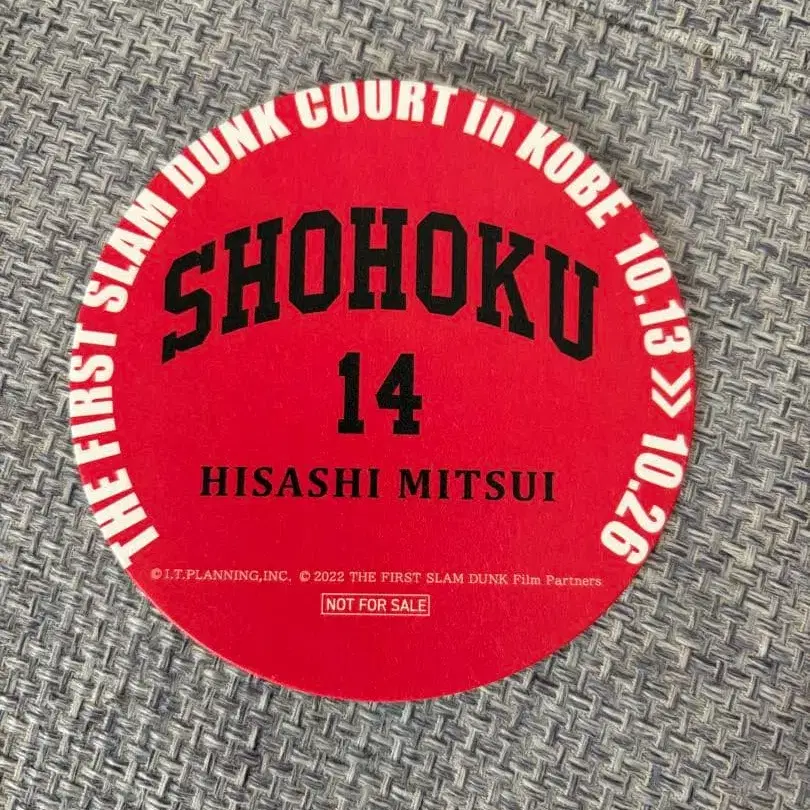 THE FIRST SLAM DUNK COURT in KOBE 10.13 >> 10.26
SHOHOKU
14
HISASHI MITSUI
© I.T.PLANNING,INC. © 2022 THE FIRST SLAM DUNK Film Partners
NOT FOR SALE